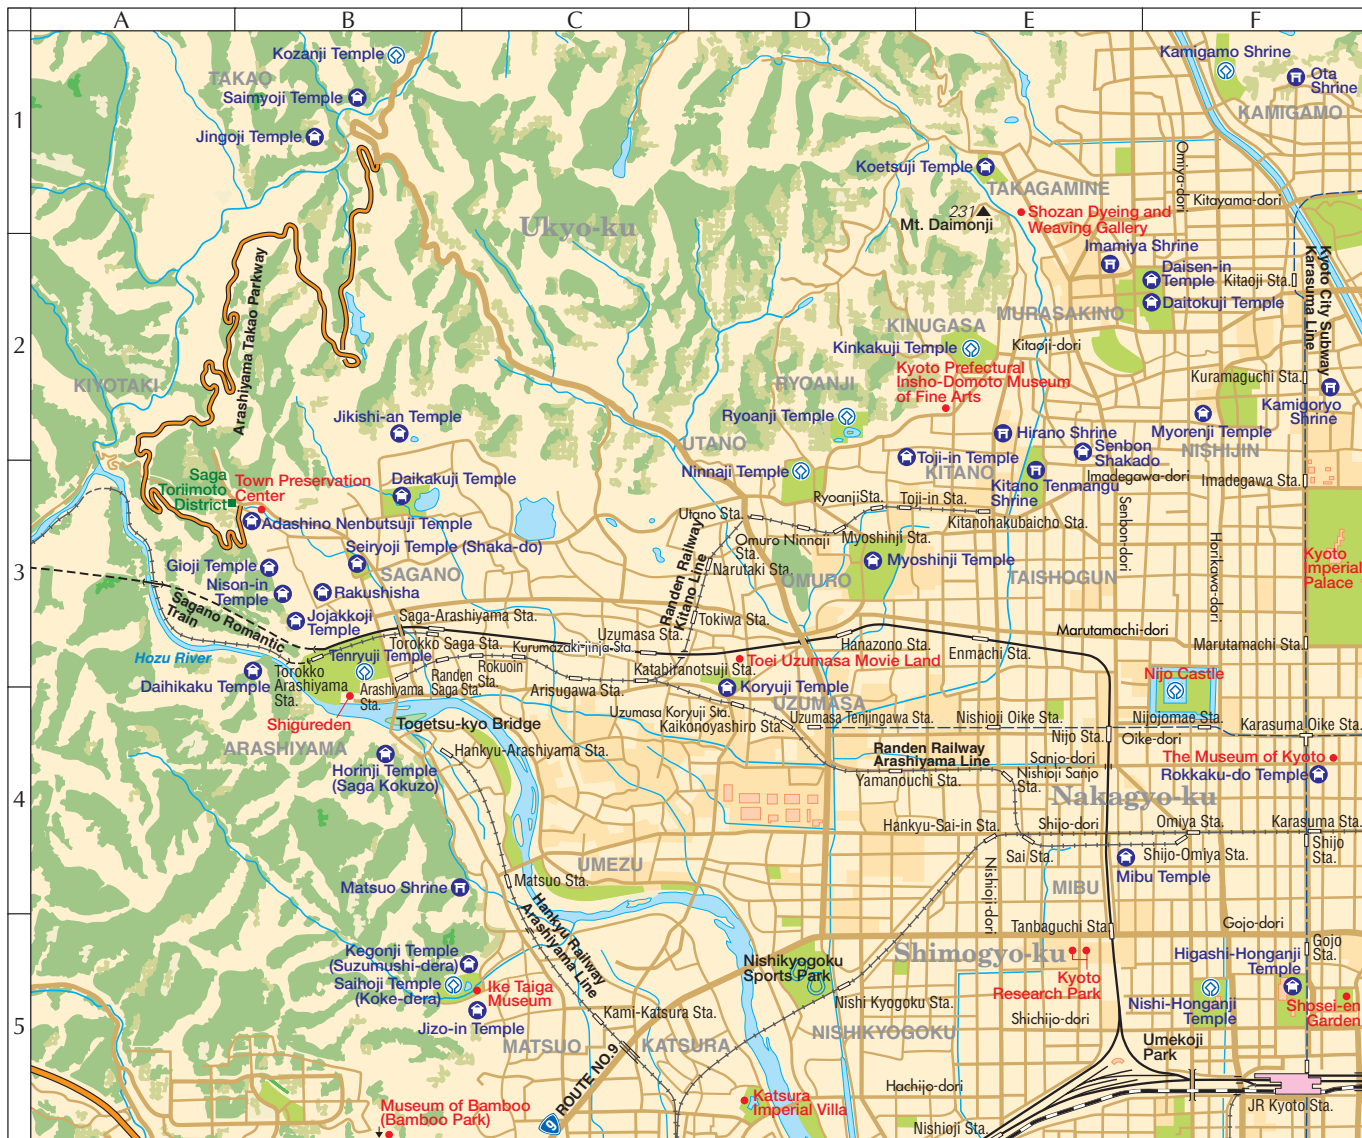 A
B
C
D
E
F
1
2
3
4
5
Kozanji Temple
TAKAO
Saimyoji Temple
Jingoji Temple
Kamigamo Shrine
Ota
Shrine
KAMIGAMO
Koetsuji Temple
TAKAGAMINE
Omiya-dori
Kitayama-dori
231
Mt. Daimonji
Shozan Dyeing and
Weaving Gallery
Ukyo-ku
Imamiya Shrine
Daisen-in
Temple
Kitaoji Sta.
Daitokuji Temple
Kyoto City Subway
Karasuma Line
MURASAKINO
KINUGASA
Kinkakuji Temple
Kitaoji-dori
Arashiyama Takao Parkway
KIYOTAKI
Kyoto Prefectural
Insho-Domoto Museum
of Fine Arts
RYOANJI
Ryoanji Temple
Kuramaguchi Sta.
Kamigoryo
Shrine
Jikishi-an Temple
UTANO
Hirano Shrine
Myorenji Temple
NISHIJIN
Senbon
Shakado
Ninnaji Temple
Toji-in Temple
KITANO
Kitano Tenmangu
Shrine
Imadegawa-dori
Imadegawa Sta.
Saga
Toriimoto
District
Town Preservation
Center
Daikakuji Temple
Adashino Nenbutsuji Temple
RyoanjiSta.
Toji-in Sta.
Kitanohakubaicho Sta.
Senbon-dori
Utano Sta.
Omuro Ninnaji
Sta.
Myoshinji Sta.
Horikawa-dori
Seiryoji Temple (Shaka-do)
SAGANO
Gioji Temple
Nison-in
Temple
Rakushisha
Narutaki Sta.
OMURO
Myoshinji Temple
TAISHOGUN
Kyoto
Imperial
Palace
Randen Railway
Kitano Line
Sagano Romantic
Train
Jojakkoji
Temple
Saga-Arashiyama Sta.
Tokiwa Sta.
Marutamachi-dori
Hozu River
Torokko Saga Sta.
Uzumasa Sta.
Kurumazaki-jinja Sta.
Hanazono Sta.
Enmachi Sta.
Marutamachi Sta.
Tenryuji Temple
Rokuoin
Sta.
Toei Uzumasa Movie Land
Katabiranotsuji Sta.
Daihikaku Temple
Torokko
Arashiyama
Sta.
Arashiyama
Sta.
Randen
Saga Sta.
Arisugawa Sta.
Koryuji Temple
UZUMASA
Nijo Castle
Shigureden
Togetsu-kyo Bridge
Uzumasa Koryuji Sta.
Kaikonoyashiro Sta.
Uzumasa Tenjingawa Sta.
Nishioji Oike Sta.
Nijojomae Sta.
Karasuma Oike Sta.
Nijo Sta.
Oike-dori
ARASHIYAMA
Hankyu-Arashiyama Sta.
Horinji Temple
(Saga Kokuzo)
Randen Railway
Arashiyama Line
Sanjo-dori
Yamanouchi Sta.
Nishioji Sanjo
Sta.
The Museum of Kyoto
Rokkaku-do Temple
Nakagyo-ku
Hankyu-Sai-in Sta.
Shijo-dori
Omiya Sta.
Karasuma Sta.
Sai Sta.
Shijo-Omiya Sta.
Shijo
Sta.
Mibu Temple
UMEZU
Matsuo Sta.
Matsuo Shrine
MIBU
Nishioji-dori
Tanbaguchi Sta.
Gojo-dori
Gojo
Sta.
Hankyu Railway
Arashiyama Line
Kegonji Temple
(Suzumushi-dera)
Saihoji Temple
(Koke-dera)
Ike Taiga
Museum
Jizo-in Temple
Nishikyogoku
Sports Park
Shimogyo-ku
Kyoto
Research Park
Higashi-Honganji
Temple
Nishi-Honganji
Temple
Shpsei-en
Garden
Nishi Kyogoku Sta.
Shichijo-dori
Kami-Katsura Sta.
NISHIKYOGOKU
MATSUO
KATSURA
Umekoji
Park
ROUTE NO.9
9
Hachijo-dori
Katsura
Imperial Villa
Museum of Bamboo
(Bamboo Park)
Nishioji Sta.
JR Kyoto Sta.